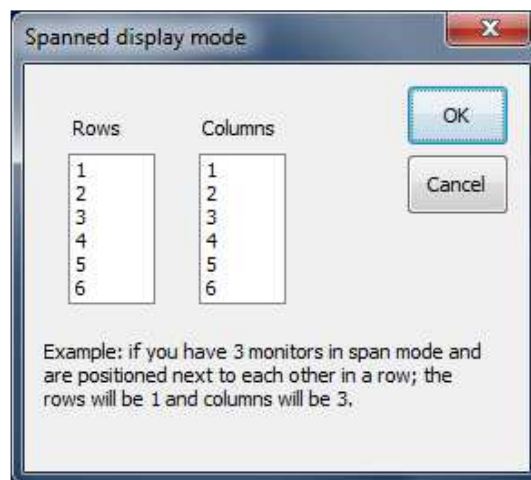 Spanned display mode
OK
Rows Columns
Cancel
1 1
2 2
3 3
4 4
5 5
6 6
Example: if you have 3 monitors in span mode and
are positioned next to each other in a row; the
rows will be 1 and columns will be 3.